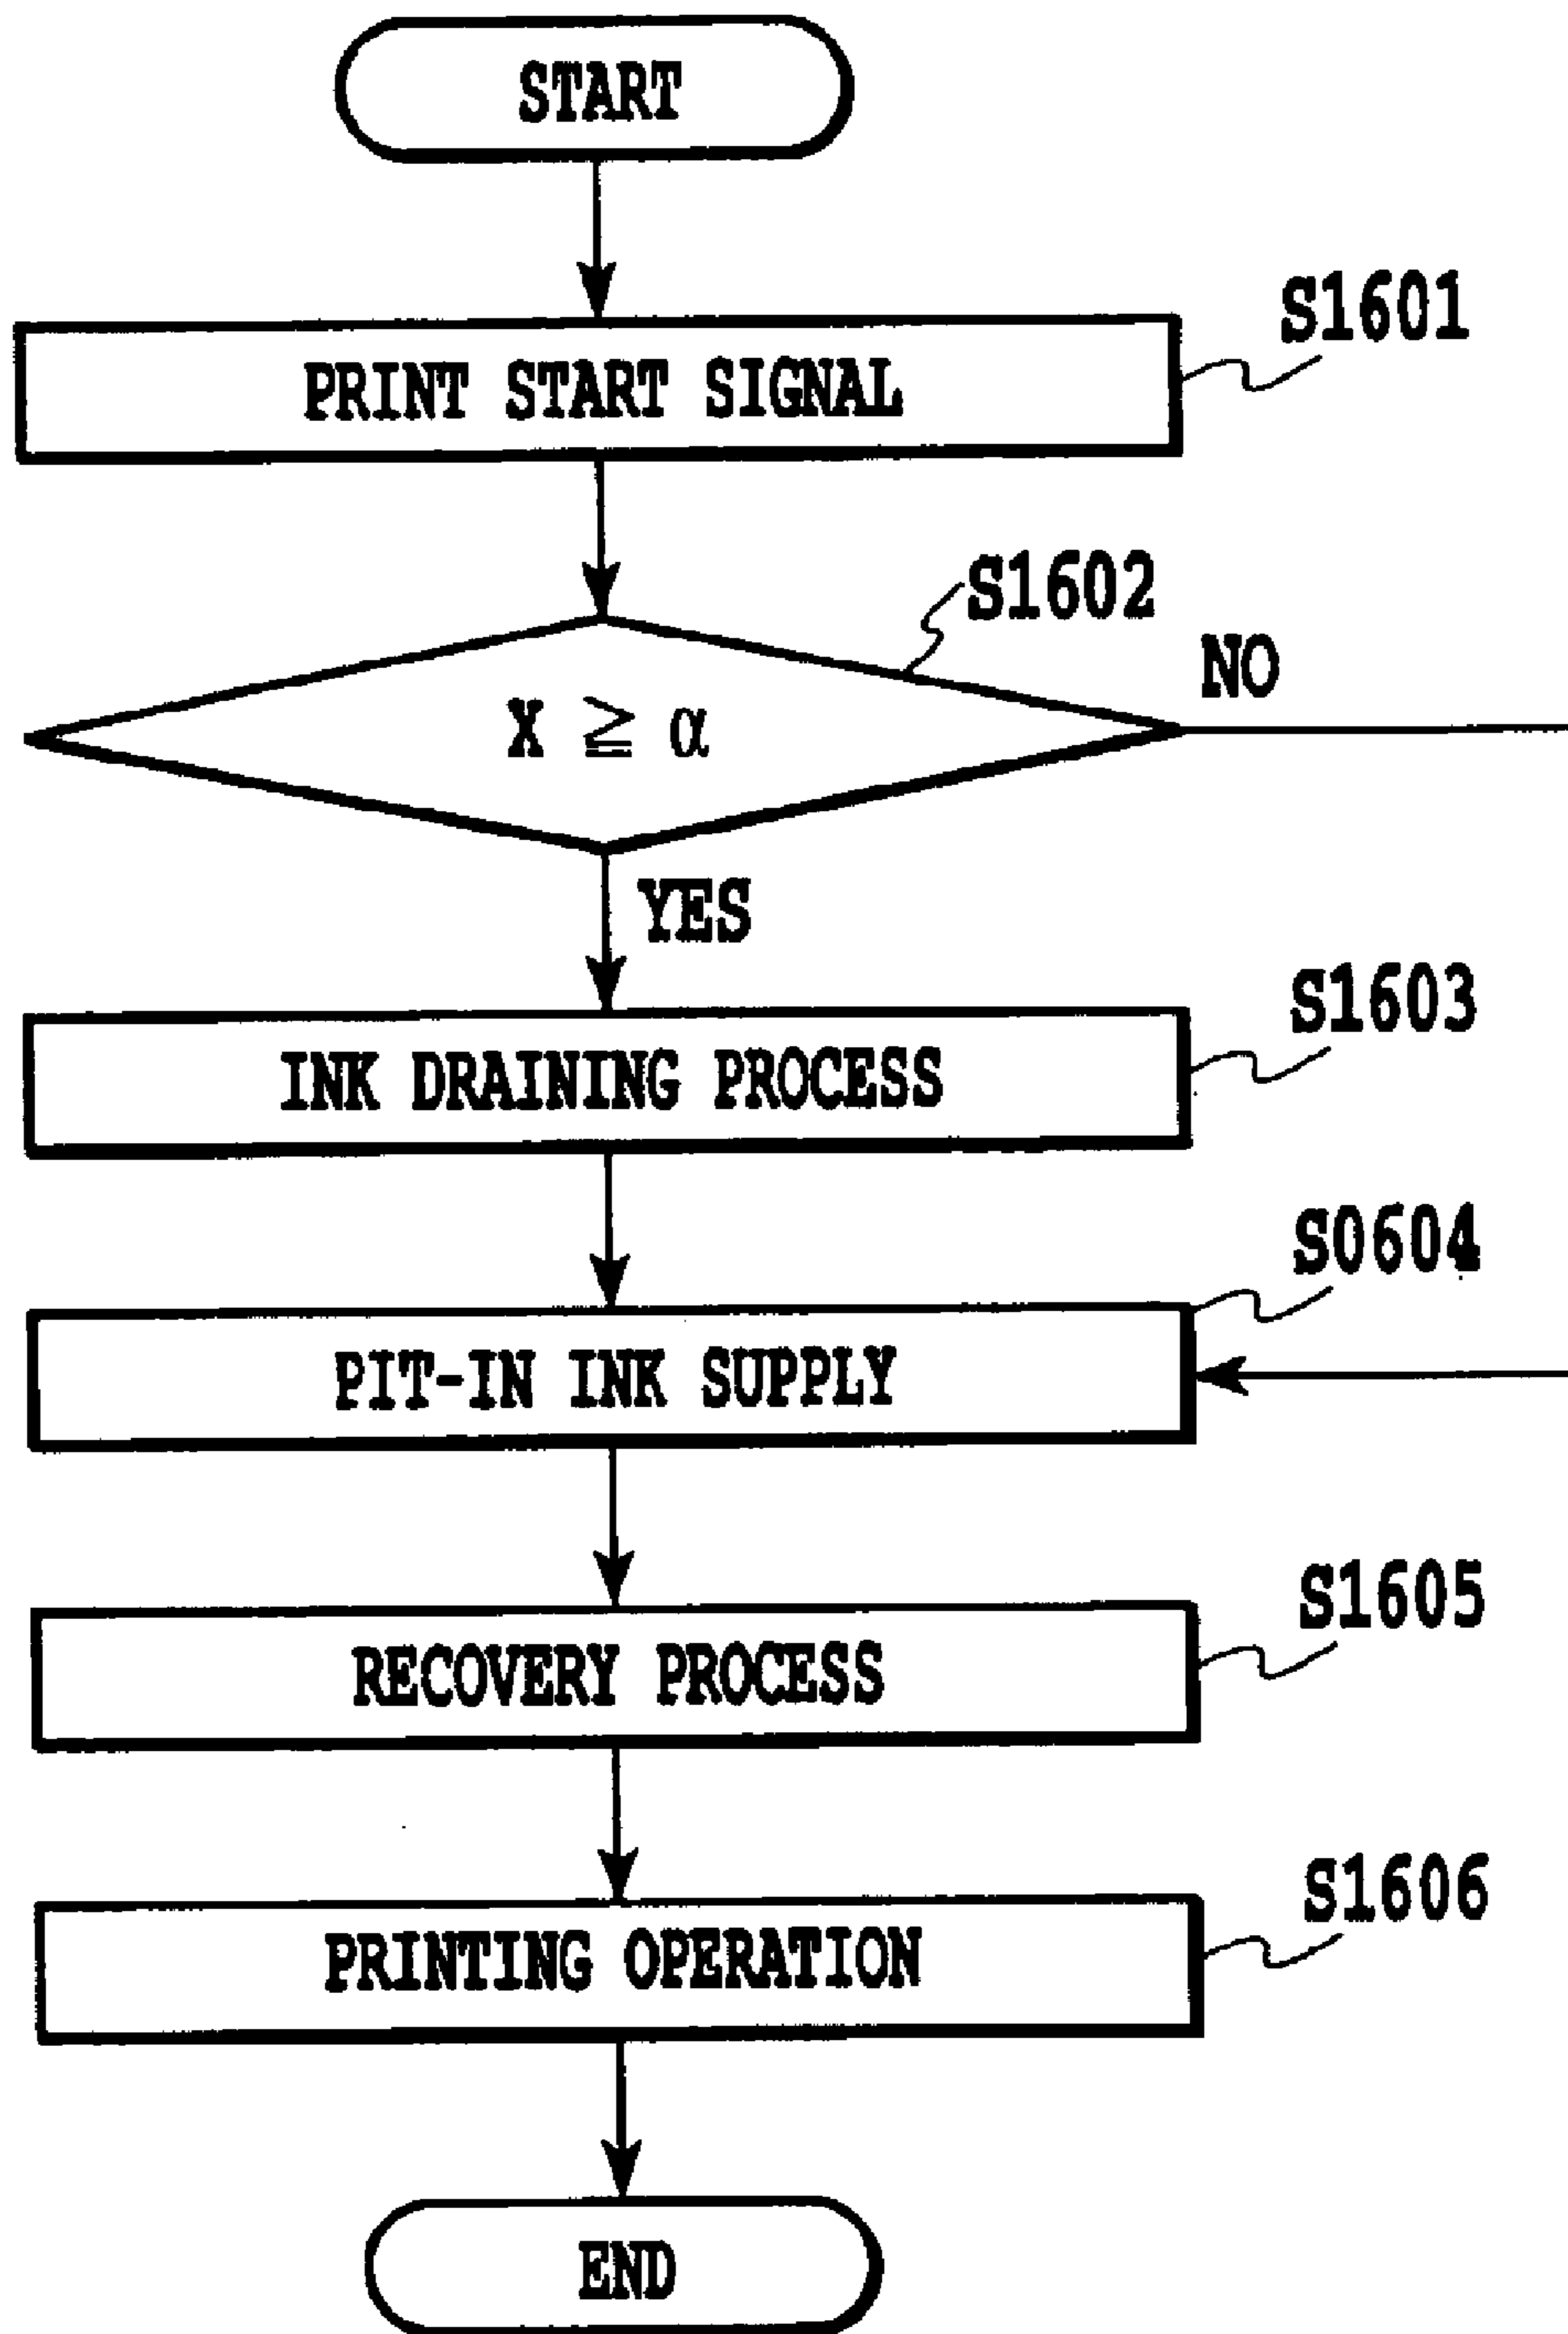 START
S1601
PRINT START SIGNAL
S1602
NO
X ≧ α
YES
S1603
INK DRAINING PROCESS
S0604
PIT-IN INK SUPPLY
S1605
RECOVERY PROCESS
S1606
PRINTING OPERATION
END